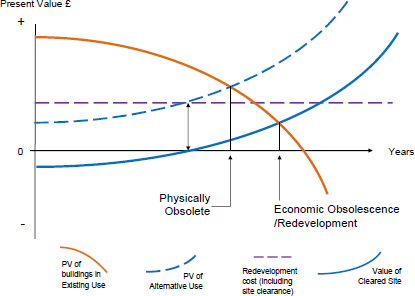 Present Value £
+
0
Years
-
Physically
Obsolete
Economic Obsolescence
/Redevelopment
PV of
buildings in
Existing Use
PV of
Alternative Use
Redevelopment
cost (including
site clearance)
Value of
Cleared Site